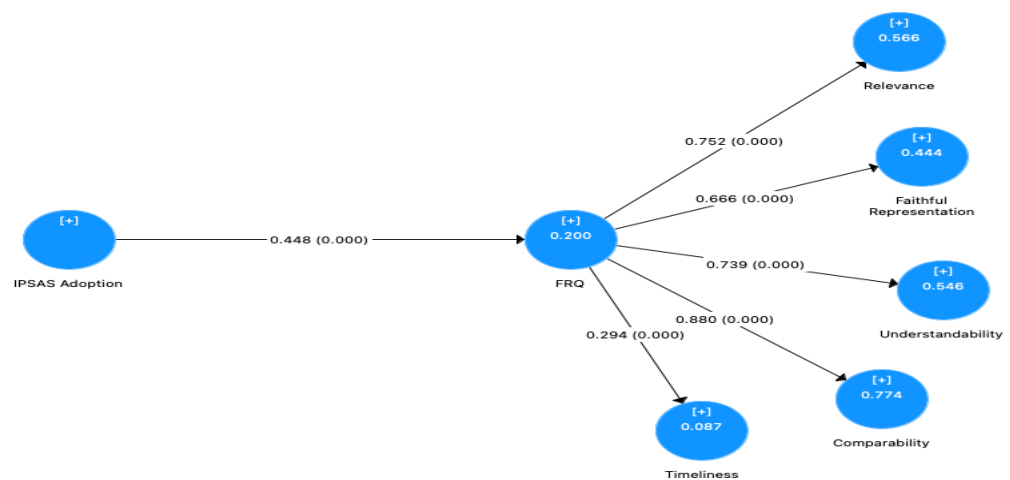 [+]
0.566
Relevance
0.752 (0.000)
[+]
0.444
Faithful
Representation
0.666 (0.000)
[+]
IPSAS Adoption
0.448 (0.000)
[+]
0.200
FRQ
0.739 (0.000)
[+]
0.546
Understandability
0.880 (0.000)
0.294 (0.000)
[+]
0.774
Comparability
[+]
0.087
Timeliness